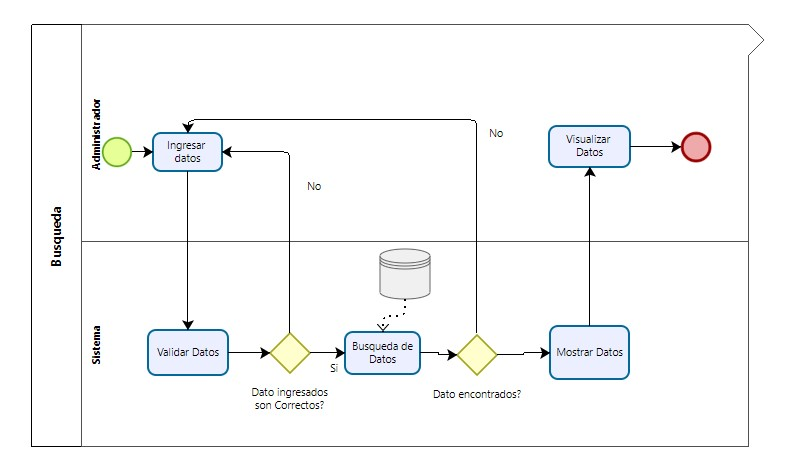 Busqueda
Administrador
Ingresar
datos
No
No
Visualizar
Datos
Sistema
Validar Datos
Dato ingresados
son Correctos?
Si
Busqueda de
Datos
Dato encontrados?
Mostrar Datos